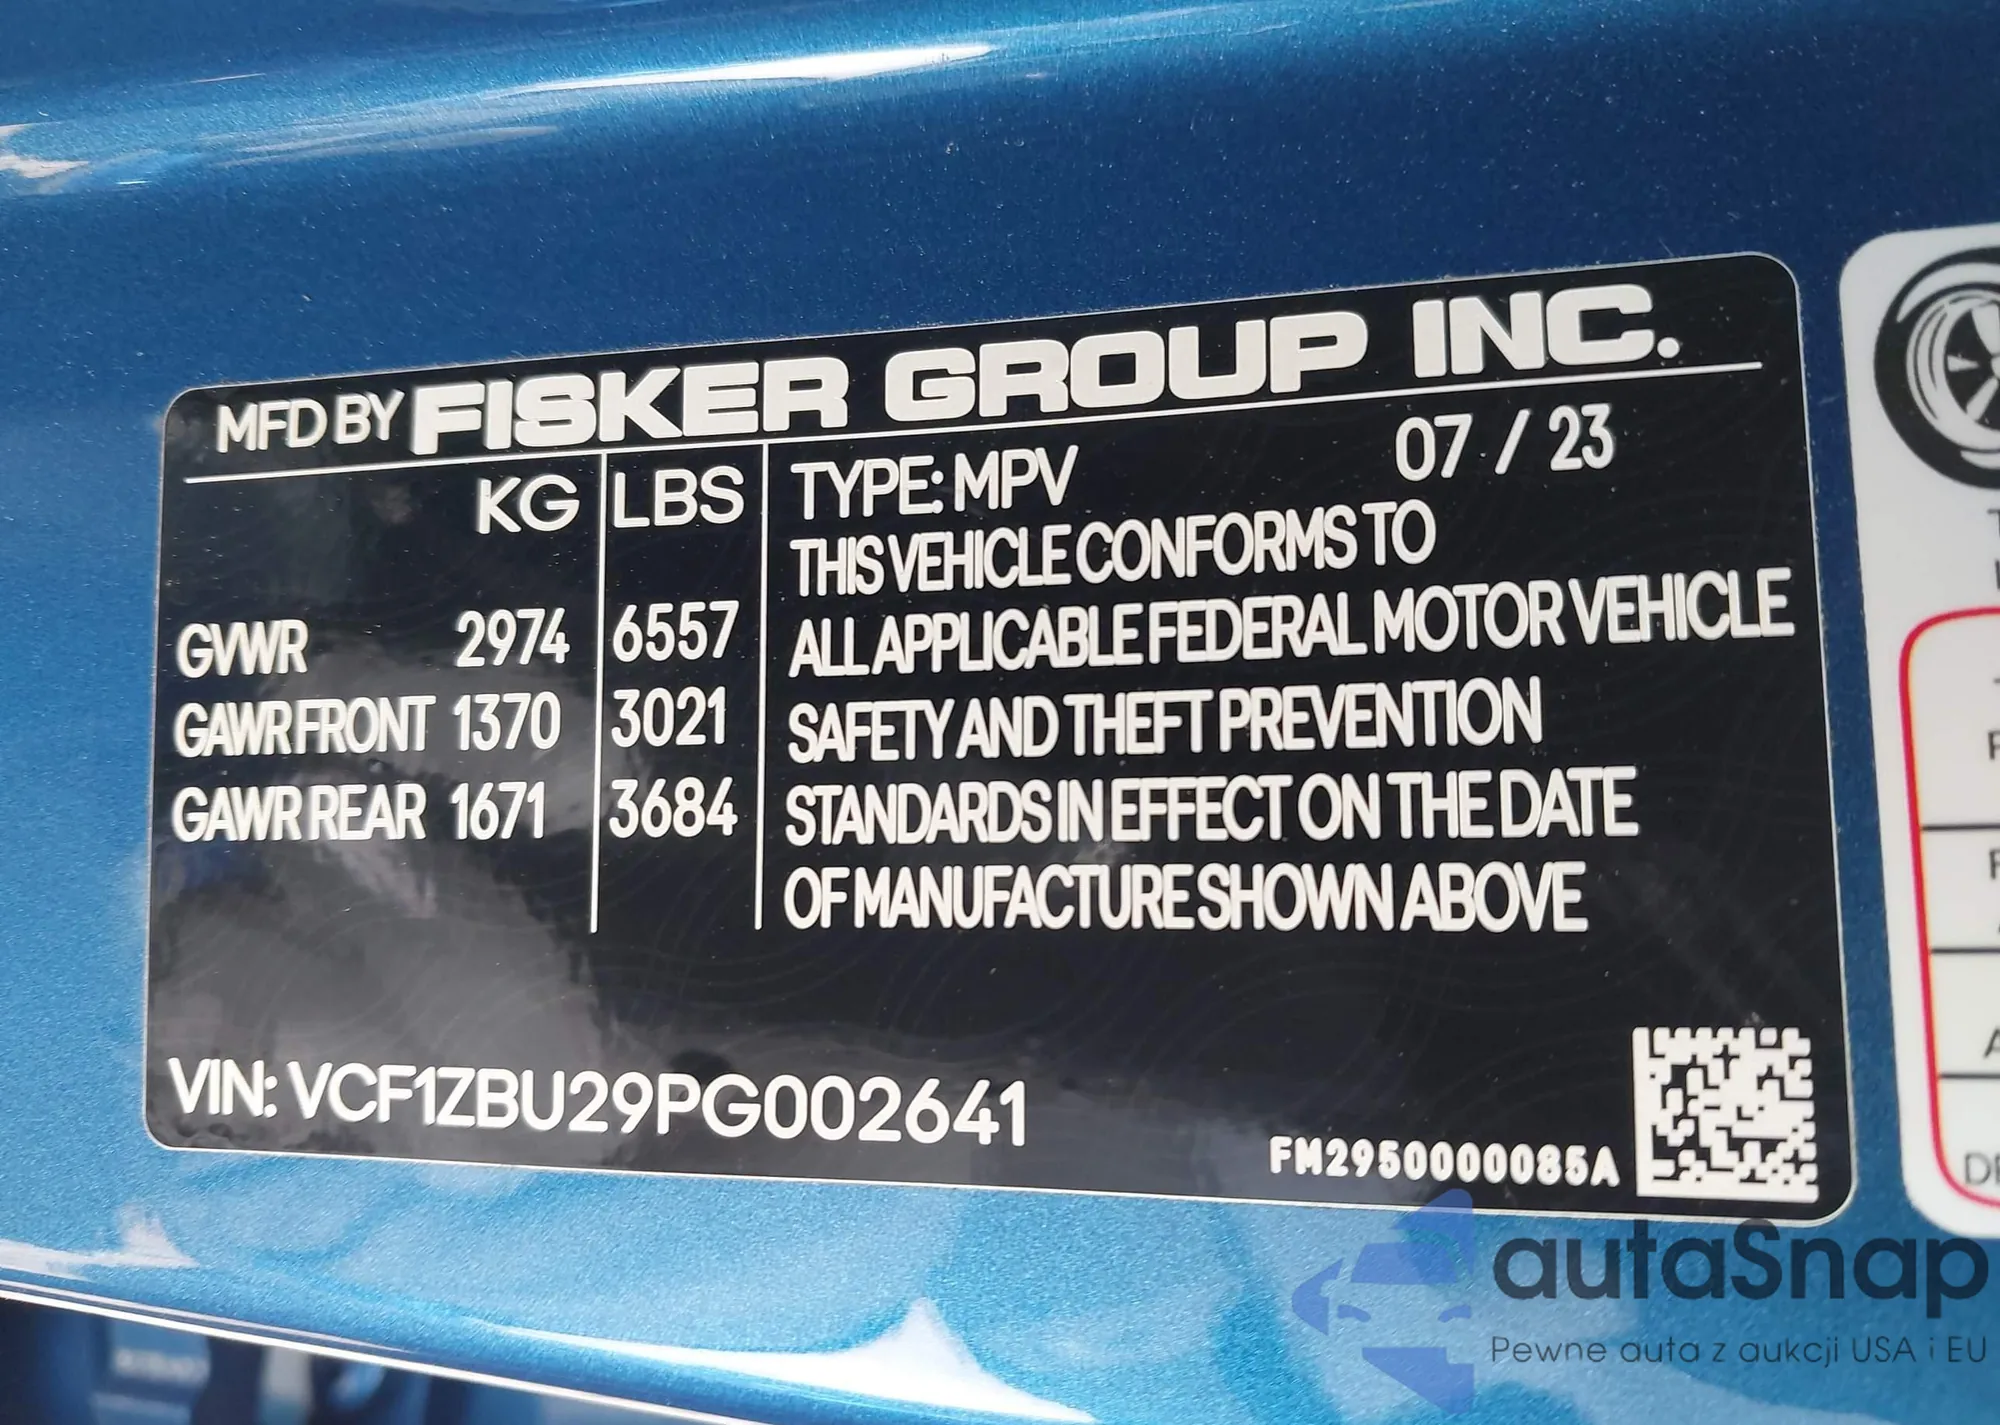 MFD BY FISKER GROUP INC.
KG LBS
TYPE: MPV 07 / 23
THIS VEHICLE CONFORMS TO
GVWR 2974 6557
ALL APPLICABLE FEDERAL MOTOR VEHICLE
GAWR FRONT 1370 3021
SAFETY AND THEFT PREVENTION
GAWR REAR 1671 3684
STANDARDS IN EFFECT ON THE DATE
OF MANUFACTURE SHOWN ABOVE
VIN: VCF1ZBU29PG002641
FM2950000085A
autaSnap
Pewne auta z aukcji USA i EU